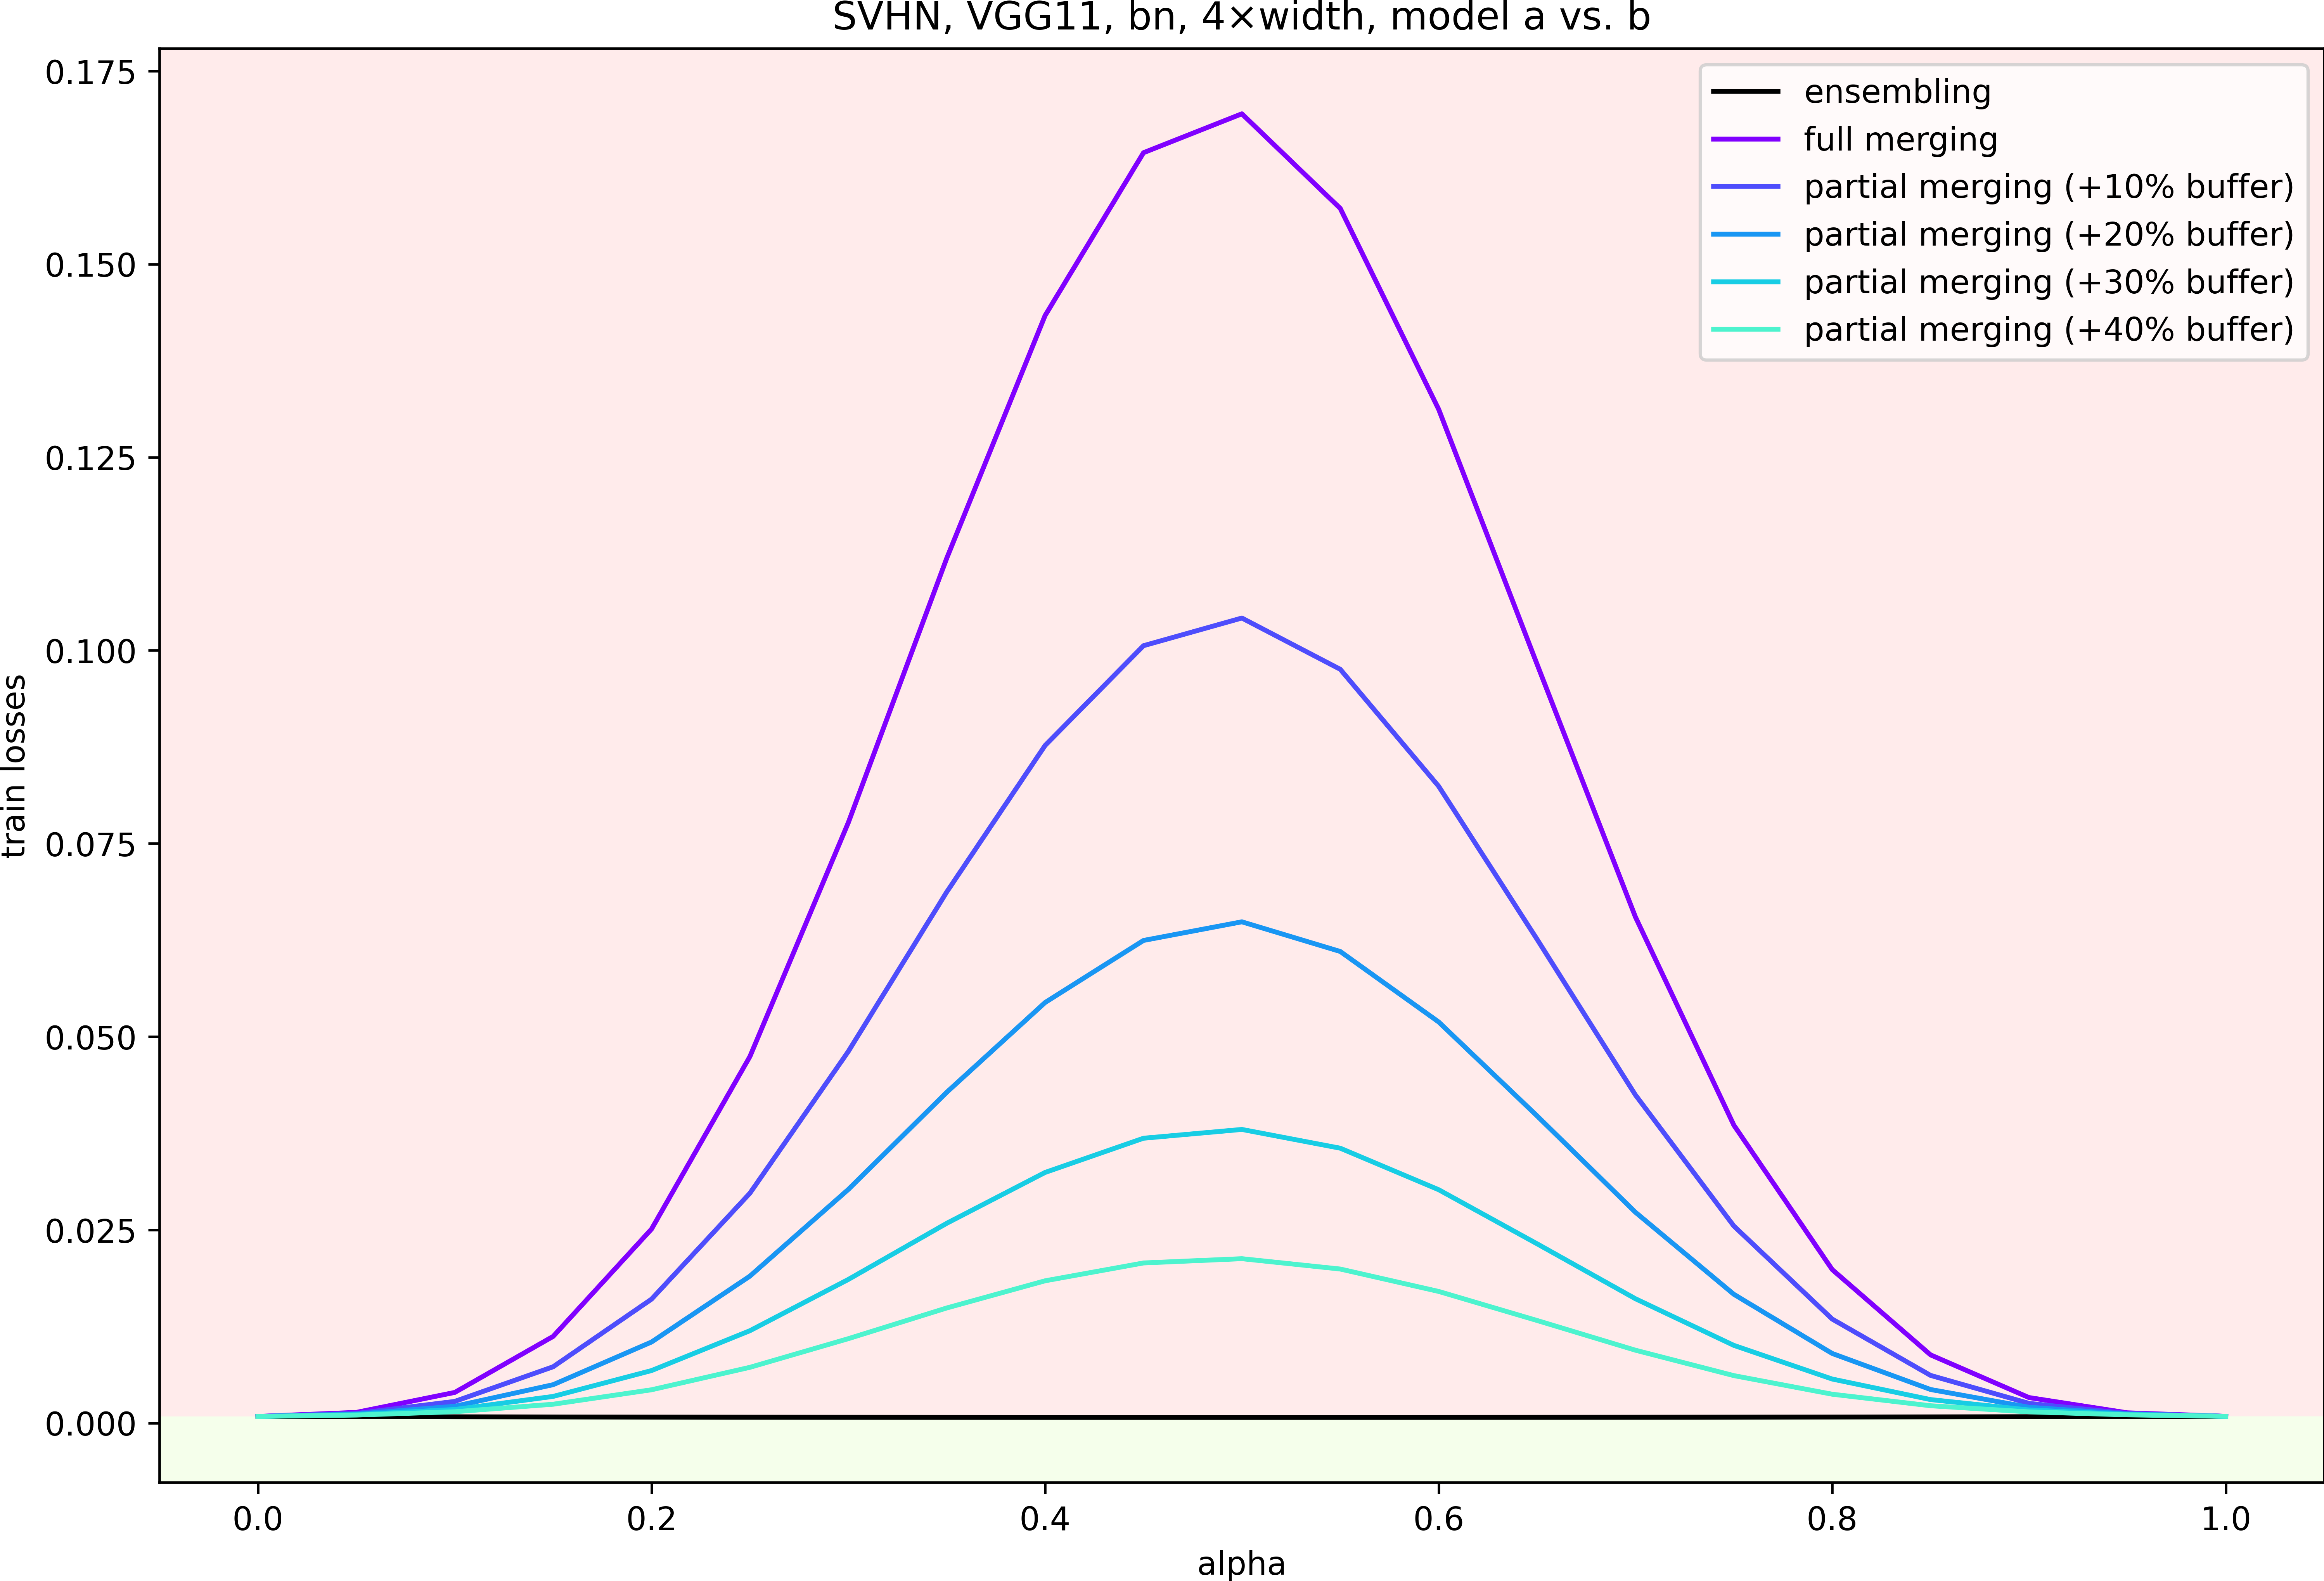 SVHN, VGG11, bn, 4×width, model a vs. b
0.175
0.150
0.125
0.100
0.075
0.050
0.025
0.000
train losses
ensembling
full merging
partial merging (+10% buffer)
partial merging (+20% buffer)
partial merging (+30% buffer)
partial merging (+40% buffer)
0.0 0.2 0.4 0.6 0.8 1.0
alpha